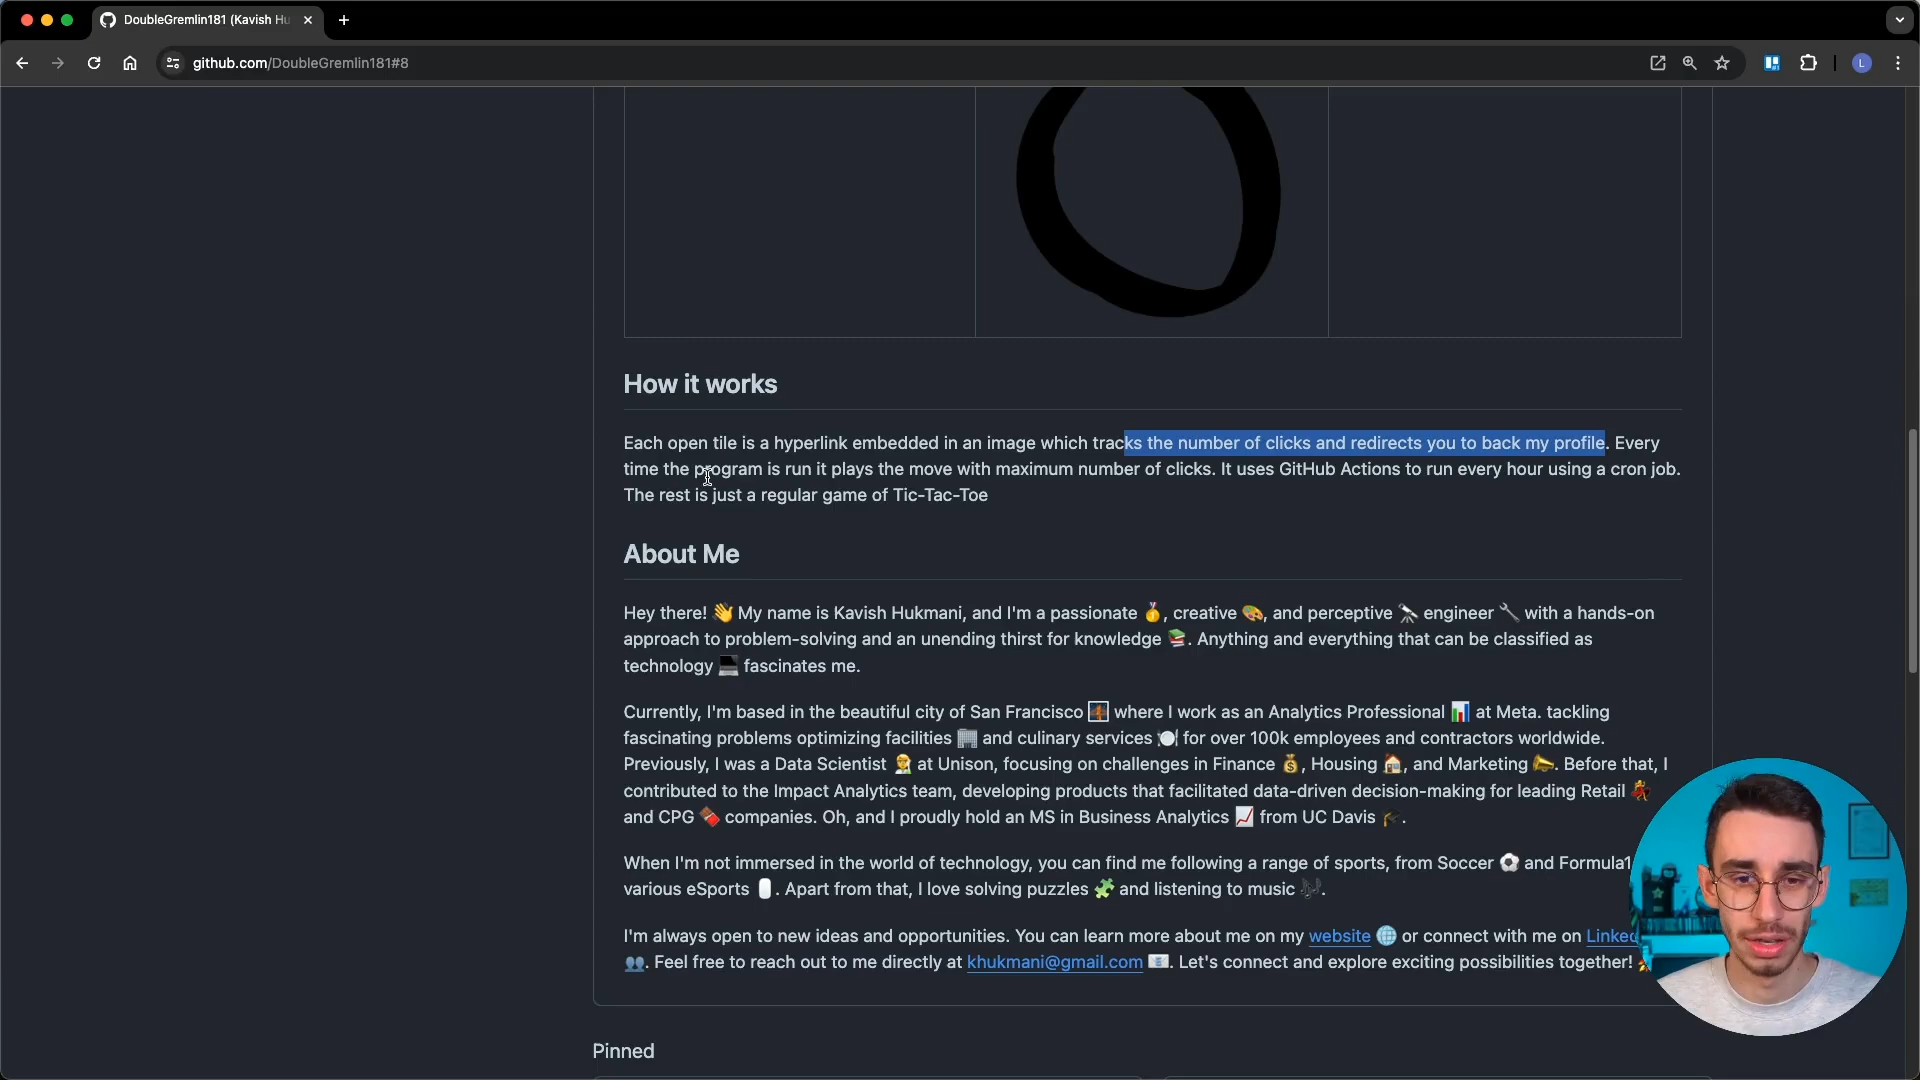 DoubleGremlin181 (Kavish Hu
github.com/DoubleGremlin181#8
L
How it works
Each open tile is a hyperlink embedded in an image which tracks the number of clicks and redirects you to back my profile. Every
time the program is run it plays the move with maximum number of clicks. It uses GitHub Actions to run every hour using a cron job.
The rest is just a regular game of Tic-Tac-Toe
About Me
Hey there! 👋 My name is Kavish Hukmani, and I'm a passionate 🥇, creative 🎨, and perceptive 🔭 engineer 🔧 with a hands-on
approach to problem-solving and an unending thirst for knowledge 📚. Anything and everything that can be classified as
technology 💻 fascinates me.
Currently, I'm based in the beautiful city of San Francisco 🌉 where I work as an Analytics Professional 📊 at Meta. tackling
fascinating problems optimizing facilities 🏢 and culinary services 🍽️ for over 100k employees and contractors worldwide.
Previously, I was a Data Scientist 👨‍🔬 at Unison, focusing on challenges in Finance 💰, Housing 🏠, and Marketing 📣. Before that, I
contributed to the Impact Analytics team, developing products that facilitated data-driven decision-making for leading Retail 💃
and CPG 🍫 companies. Oh, and I proudly hold an MS in Business Analytics 📈 from UC Davis 🎓.
When I'm not immersed in the world of technology, you can find me following a range of sports, from Soccer ⚽ and Formula1
various eSports 🖱️. Apart from that, I love solving puzzles 🧩 and listening to music 🎶.
I'm always open to new ideas and opportunities. You can learn more about me on my website 🌐 or connect with me on Linked
👥. Feel free to reach out to me directly at khukmani@gmail.com 📧. Let's connect and explore exciting possibilities together! 🚀
Pinned